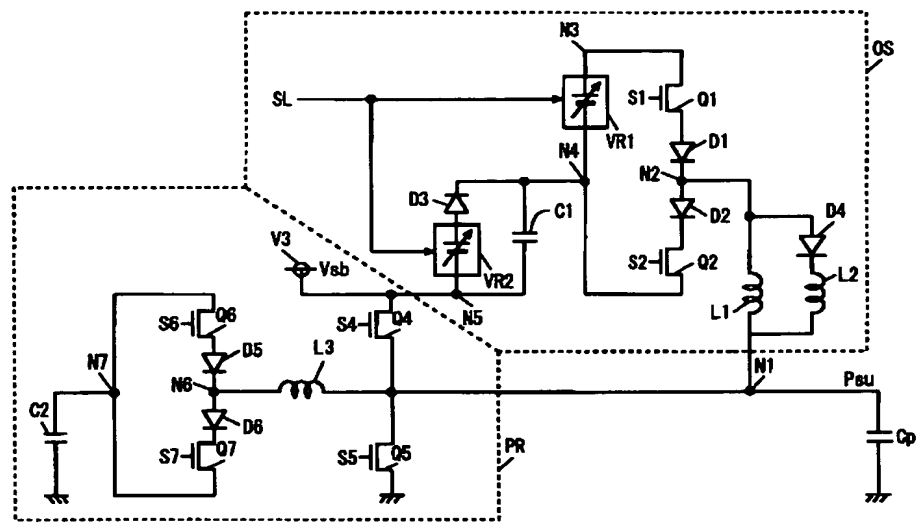 N3
OS
SL
S1
Q1
VR1
D1
N4
N2
D3
C1
D2
D4
V3
Vsb
VR2
S2
Q2
L1
L2
N5
S6
Q6
S4
Q4
L3
N7
D5
N6
N1
Psu
C2
D6
Cp
S7
Q7
S5
Q5
PR